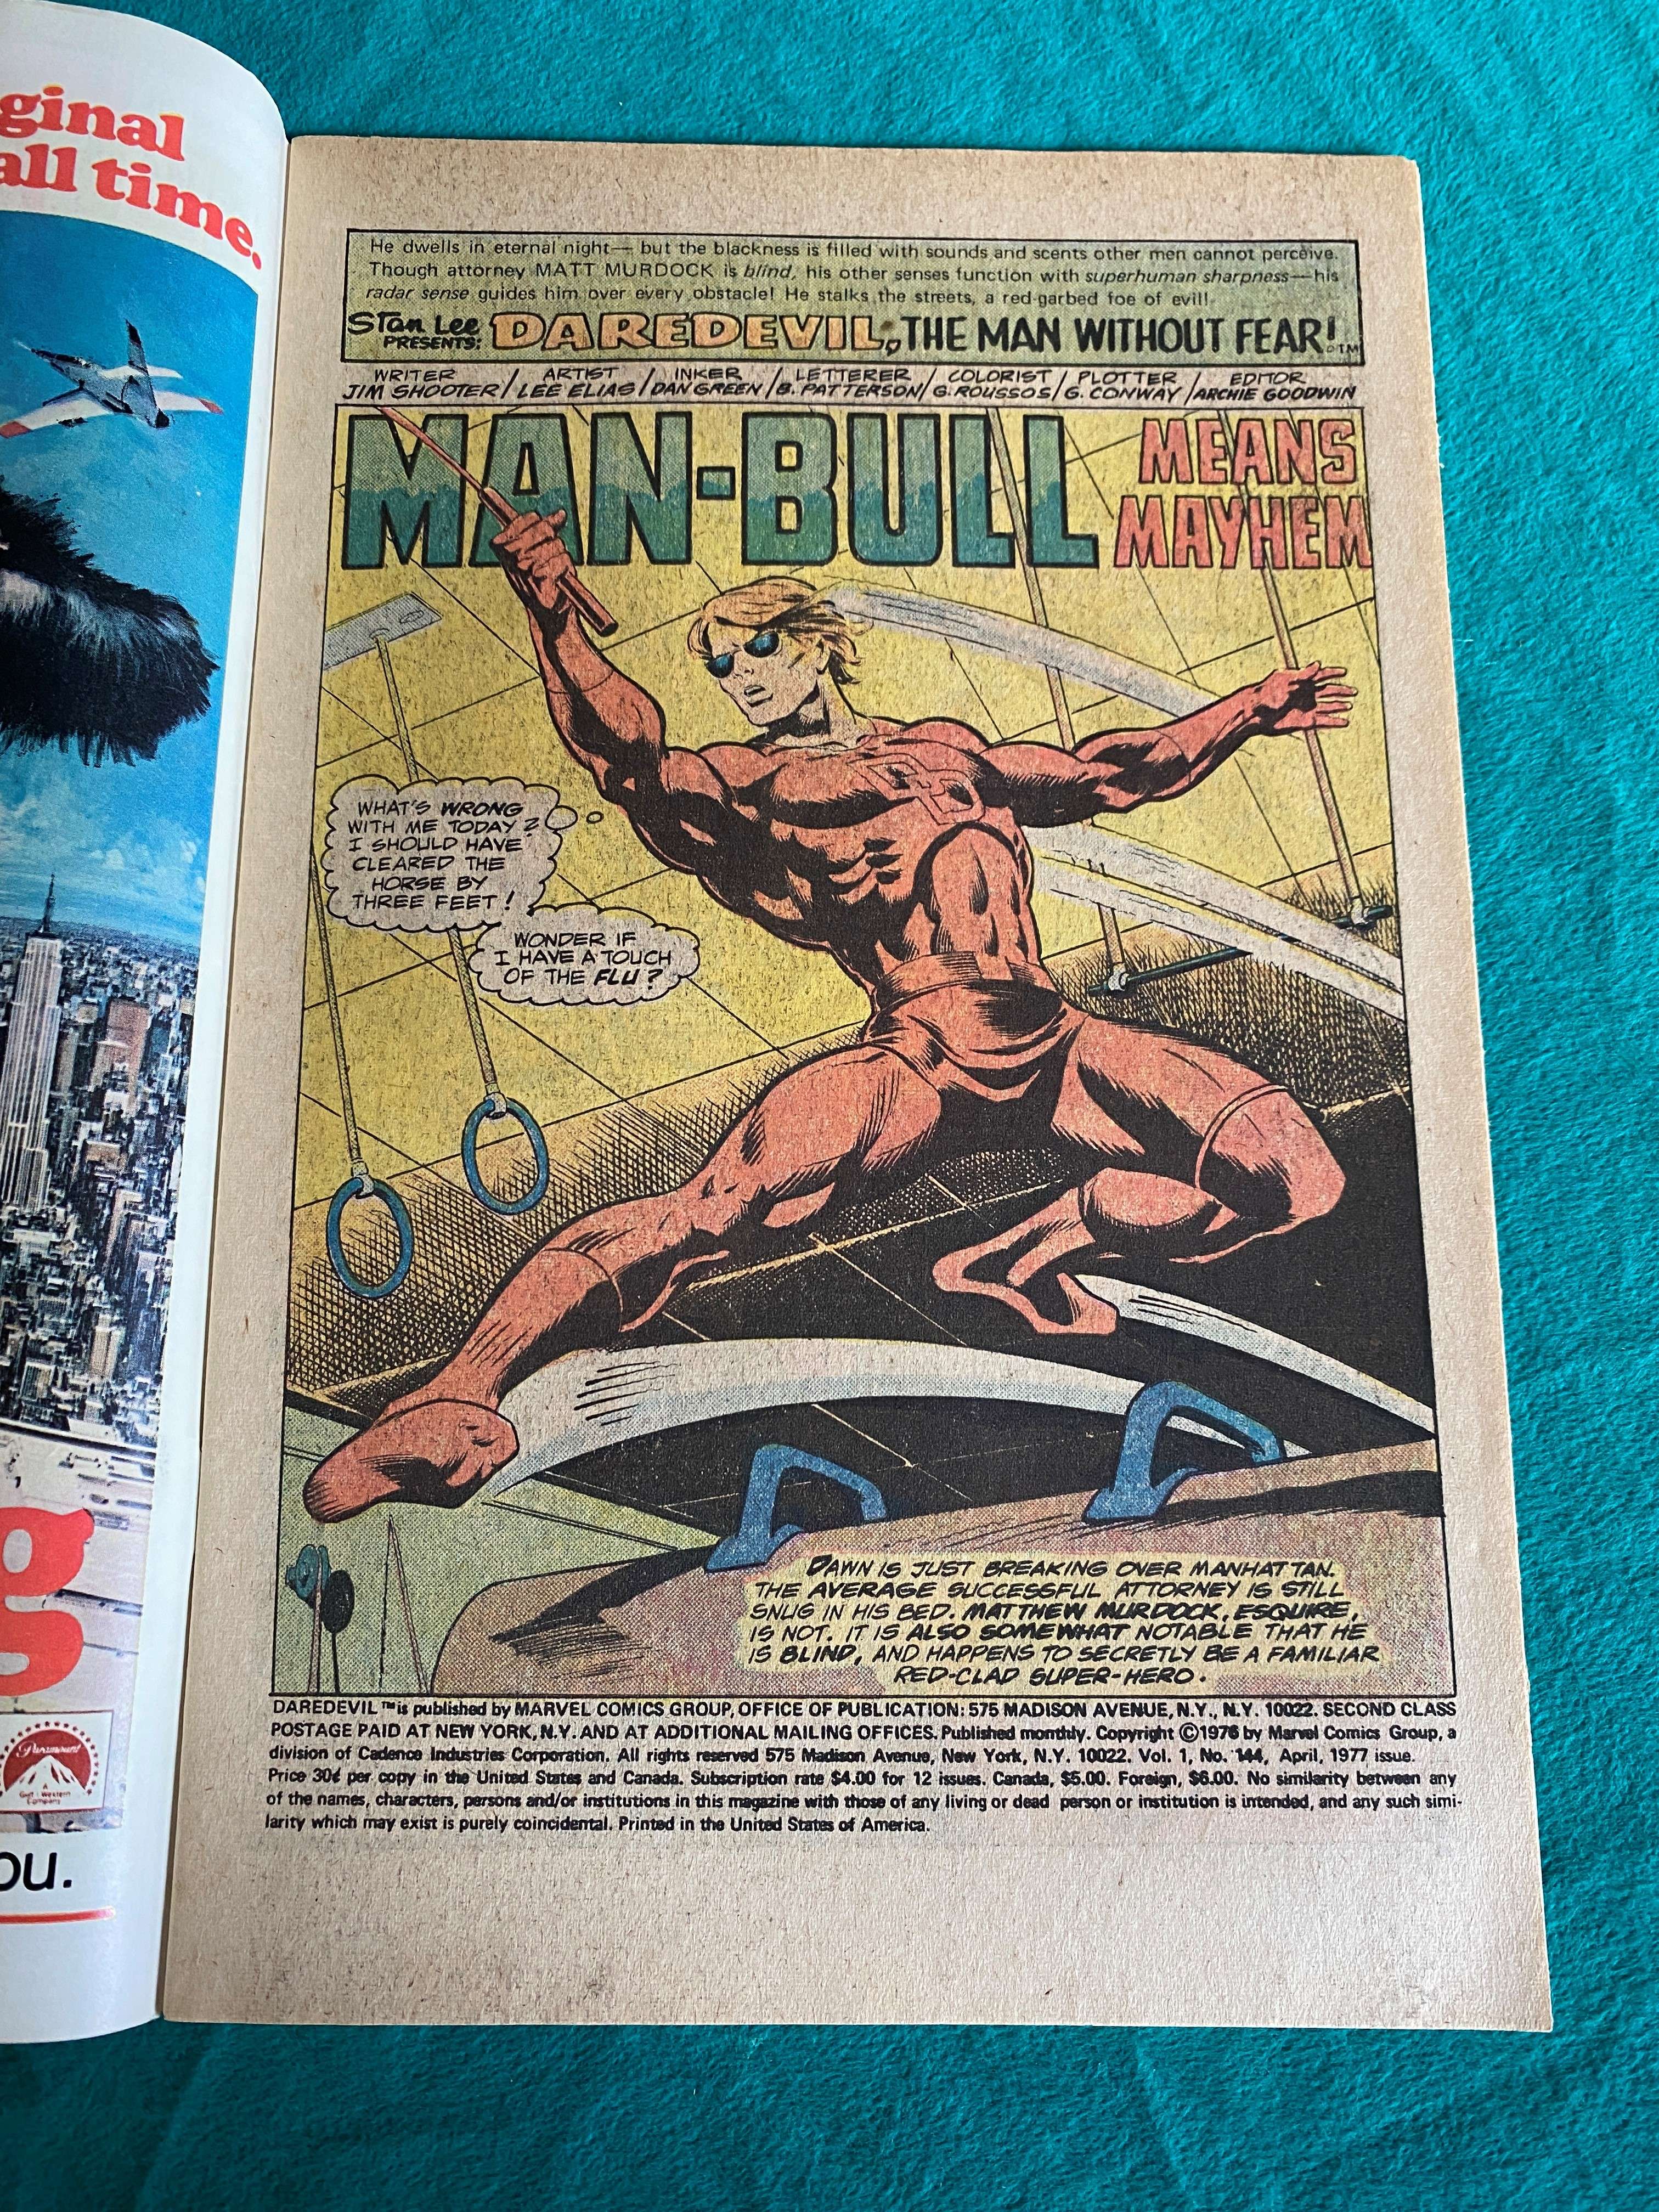 ginal
all time.
g
Paramount
A
Gulf + Western
Company
ou.
He dwells in eternal night— but the blackness is filled with sounds and scents other men cannot perceive.
Though attorney MATT MURDOCK is blind, his other senses function with superhuman sharpness—his
radar sense guides him over every obstacle! He stalks the streets, a red-garbed foe of evil!
Stan Lee
PRESENTS:
DAREDEVIL, THE MAN WITHOUT FEAR! TM
WRITER / ARTIST / INKER / LETTERER / COLORIST / PLOTTER / EDITOR
JIM SHOOTER / LEE ELIAS / DAN GREEN / B. PATTERSON / G. ROUSSOS / G. CONWAY / ARCHIE GOODWIN
MAN-BULL
MEANS
MAYHEM
WHAT'S WRONG
WITH ME TODAY?
I SHOULD HAVE
CLEARED THE
HORSE BY
THREE FEET!
WONDER IF
I HAVE A TOUCH
OF THE FLU?
DD
DAWN IS JUST BREAKING OVER MANHATTAN.
THE AVERAGE SUCCESSFUL ATTORNEY IS STILL
SNUG IN HIS BED. MATTHEW MURDOCK, ESQUIRE,
IS NOT. IT IS ALSO SOMEWHAT NOTABLE THAT HE
IS BLIND, AND HAPPENS TO SECRETLY BE A FAMILIAR
RED-CLAD SUPER-HERO.
DAREDEVIL ™ is published by MARVEL COMICS GROUP, OFFICE OF PUBLICATION: 575 MADISON AVENUE, N.Y., N.Y. 10022. SECOND CLASS
POSTAGE PAID AT NEW YORK, N.Y. AND AT ADDITIONAL MAILING OFFICES. Published monthly. Copyright ©1976 by Marvel Comics Group, a
division of Cadence Industries Corporation. All rights reserved 575 Madison Avenue, New York, N.Y. 10022. Vol. 1, No. 144, April, 1977 issue.
Price 30¢ per copy in the United States and Canada. Subscription rate $4.00 for 12 issues. Canada, $5.00. Foreign, $6.00. No similarity between any
of the names, characters, persons and/or institutions in this magazine with those of any living or dead person or institution is intended, and any such simi-
larity which may exist is purely coincidental. Printed in the United States of America.